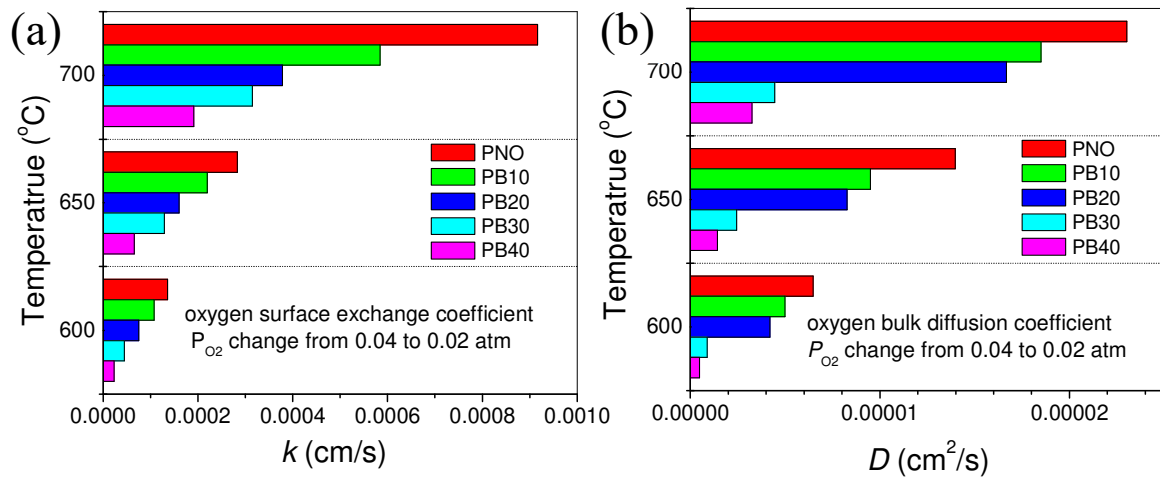 (a)
Temperatrue (°C)
700
650
600
PNO
PB10
PB20
PB30
PB40
oxygen surface exchange coefficient
P_O2 change from 0.04 to 0.02 atm
0.0000 0.0002 0.0004 0.0006 0.0008 0.0010
k (cm/s)
(b)
Temperatrue (°C)
700
650
600
PNO
PB10
PB20
PB30
PB40
oxygen bulk diffusion coefficient
P_O2 change from 0.04 to 0.02 atm
0.00000 0.00001 0.00002
D (cm²/s)